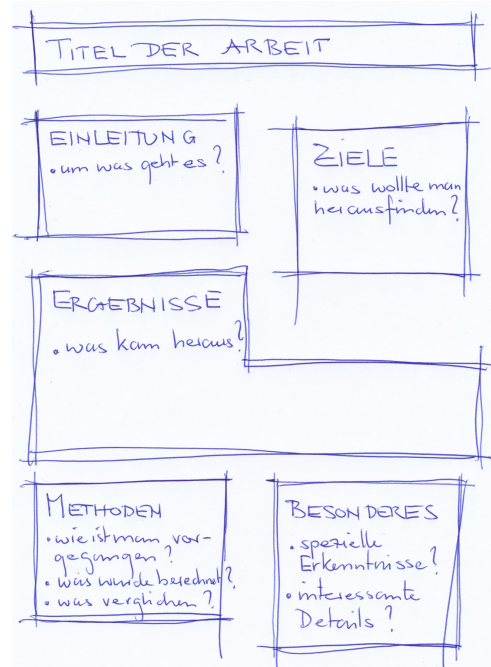 TITEL DER ARBEIT
EINLEITUNG
• um was geht es?
ZIELE
• was wollte man
herausfinden?
ERGEBNISSE
• was kam heraus?
METHODEN
• wie ist man vor-
gegangen?
• was wurde berechnet?
• was verglichen?
BESONDERES
• spezielle
Erkenntnisse?
• interessante
Details?